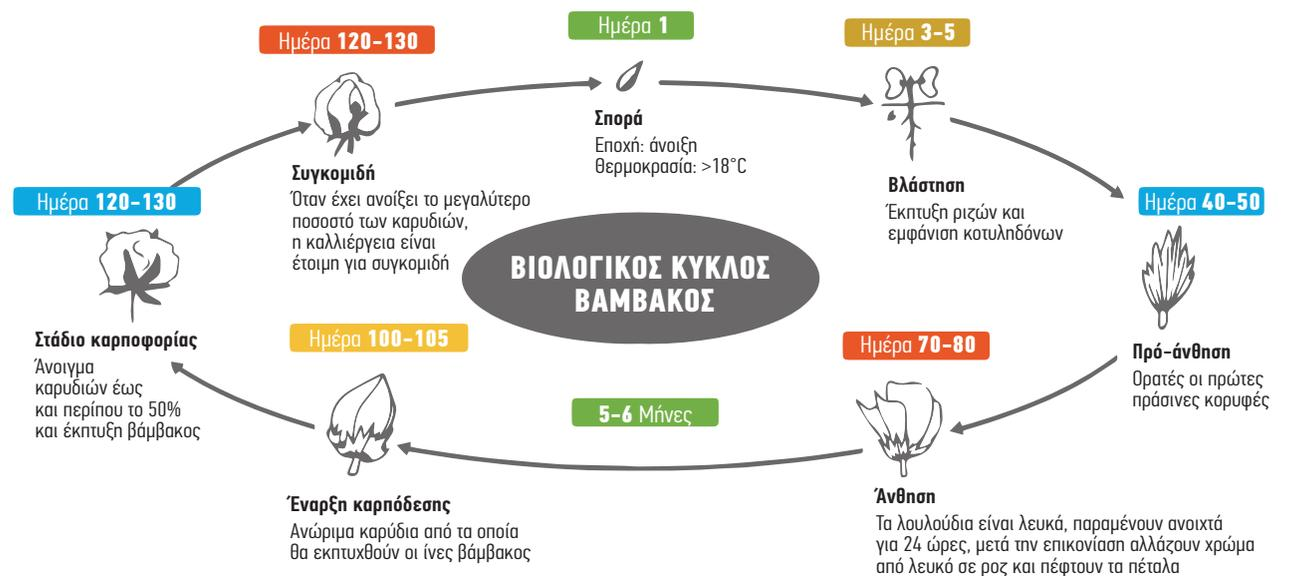 Ημέρα 1
Σπορά
Εποχή: άνοιξη
Θερμοκρασία: >18°C
Ημέρα 3-5
Βλάστηση
Έκπτυξη ριζών και
εμφάνιση κοτυληδόνων
Ημέρα 40-50
Πρό-άνθηση
Ορατές οι πρώτες
πράσινες κορυφές
Ημέρα 70-80
Άνθηση
Τα λουλούδια είναι λευκά, παραμένουν ανοιχτά
για 24 ώρες, μετά την επικονίαση αλλάζουν χρώμα
από λευκό σε ροζ και πέφτουν τα πέταλα
Ημέρα 100-105
Έναρξη καρπόδεσης
Ανώριμα καρύδια από τα οποία
θα εκπτυχθούν οι ίνες βάμβακος
Ημέρα 120-130
Στάδιο καρποφορίας
Άνοιγμα
καρυδιών έως
και περίπου το 50%
και έκπτυξη βάμβακος
Ημέρα 120-130
Συγκομιδή
Όταν έχει ανοίξει το μεγαλύτερο
ποσοστό των καρυδιών,
η καλλιέργεια είναι
έτοιμη για συγκομιδή
ΒΙΟΛΟΓΙΚΟΣ ΚΥΚΛΟΣ
ΒΑΜΒΑΚΟΣ
5-6 Μήνες